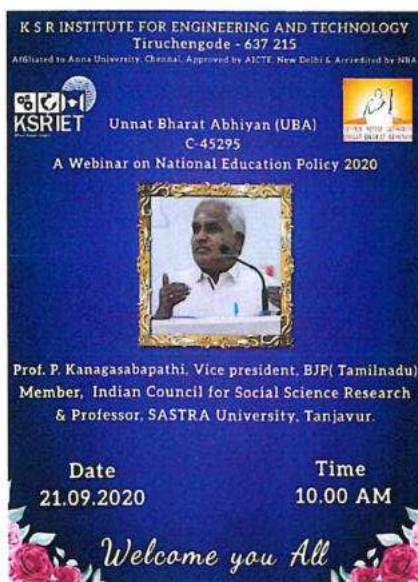 K S R INSTITUTE FOR ENGINEERING AND TECHNOLOGY
Tiruchengode - 637 215
Affiliated to Anna University, Chennai, Approved by AICTE, New Delhi & Accredited by NBA
KSRIET
Unnat Bharat Abhiyan (UBA)
C-45295
A Webinar on National Education Policy 2020
Prof. P. Kanagasabapathi, Vice president, BJP( Tamilnadu)
Member, Indian Council for Social Science Research
& Professor, SASTRA University, Tanjavur.
Date
21.09.2020
Time
10.00 AM
Welcome you All